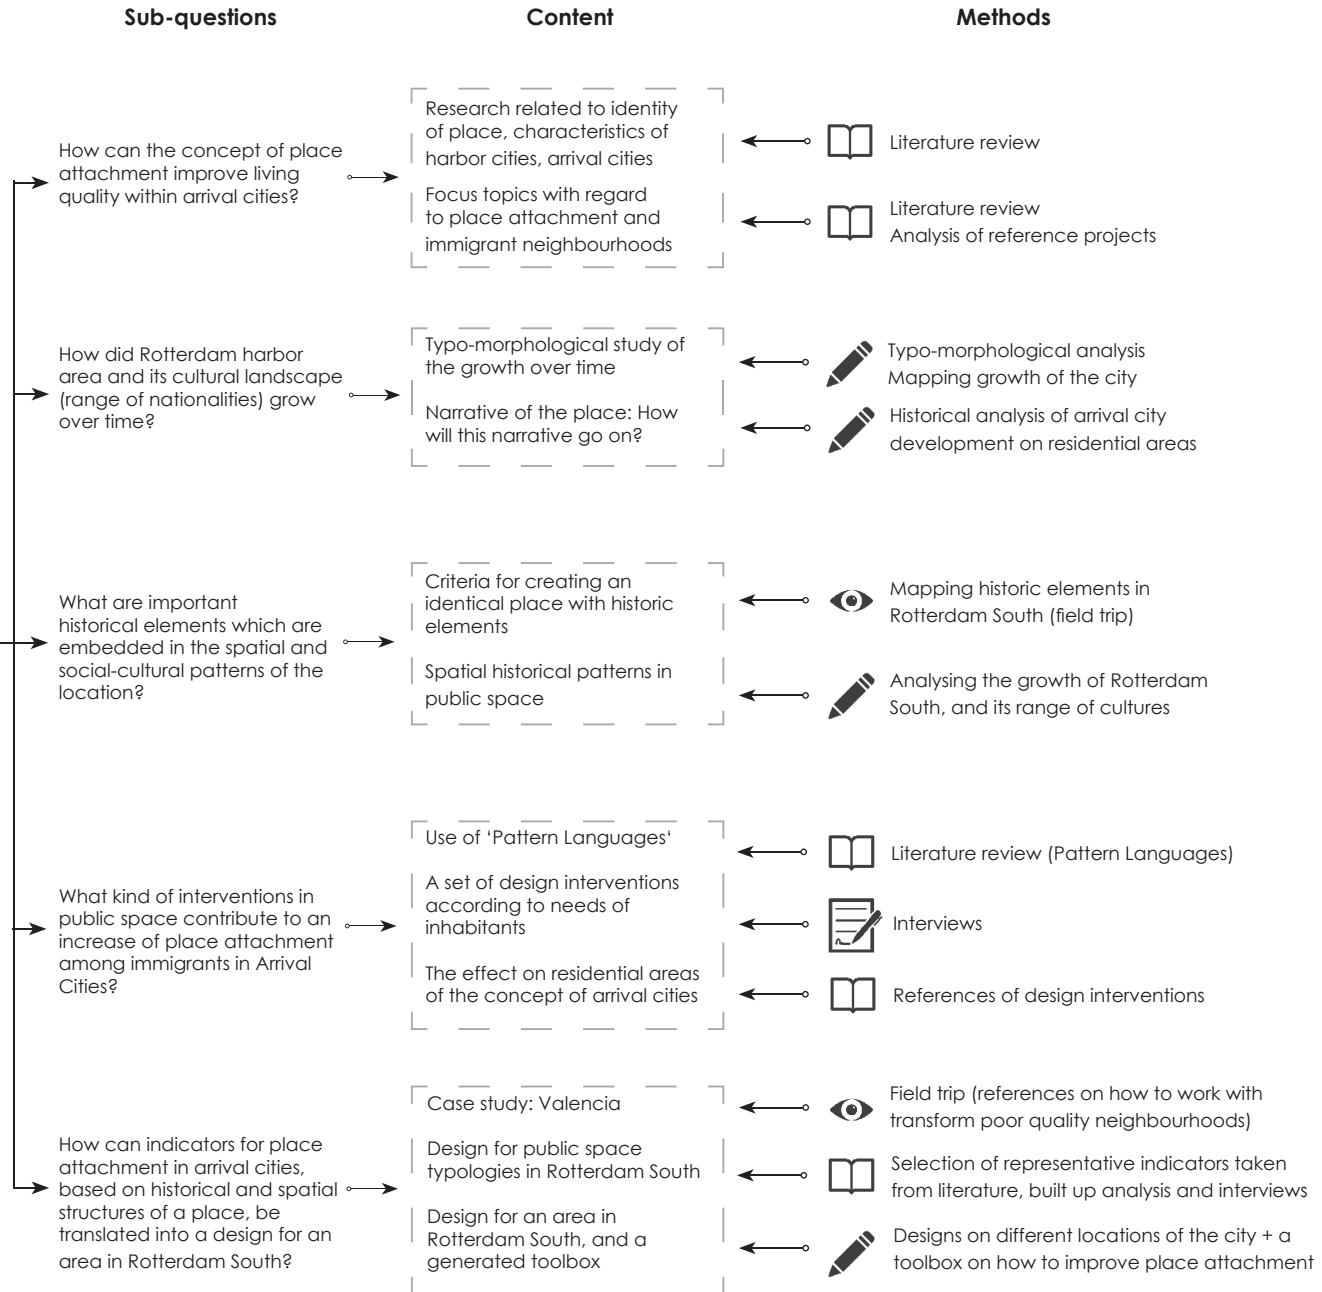 Sub-questions
Content
Methods
How can the concept of place
attachment improve living
quality within arrival cities?
Research related to identity
of place, characteristics of
harbor cities, arrival cities
Focus topics with regard
to place attachment and
immigrant neighbourhoods
Literature review
Literature review
Analysis of reference projects
How did Rotterdam harbor
area and its cultural landscape
(range of nationalities) grow
over time?
Typo-morphological study of
the growth over time
Narrative of the place: How
will this narrative go on?
Typo-morphological analysis
Mapping growth of the city
Historical analysis of arrival city
development on residential areas
What are important
historical elements which are
embedded in the spatial and
social-cultural patterns of the
location?
Criteria for creating an
identical place with historic
elements
Spatial historical patterns in
public space
Mapping historic elements in
Rotterdam South (field trip)
Analysing the growth of Rotterdam
South, and its range of cultures
What kind of interventions in
public space contribute to an
increase of place attachment
among immigrants in Arrival
Cities?
Use of ‘Pattern Languages‘
A set of design interventions
according to needs of
inhabitants
The effect on residential areas
of the concept of arrival cities
Literature review (Pattern Languages)
Interviews
References of design interventions
How can indicators for place
attachment in arrival cities,
based on historical and spatial
structures of a place, be
translated into a design for an
area in Rotterdam South?
Case study: Valencia
Design for public space
typologies in Rotterdam South
Design for an area in
Rotterdam South, and a
generated toolbox
Field trip (references on how to work with
transform poor quality neighbourhoods)
Selection of representative indicators taken
from literature, built up analysis and interviews
Designs on different locations of the city + a
toolbox on how to improve place attachment